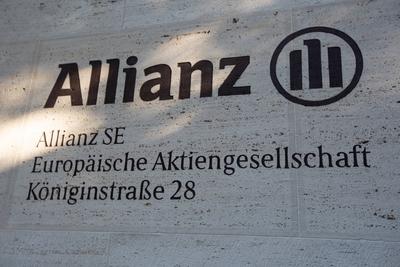 Allianz
Allianz SE
Europäische Aktiengesellschaft
Königinstraße 28